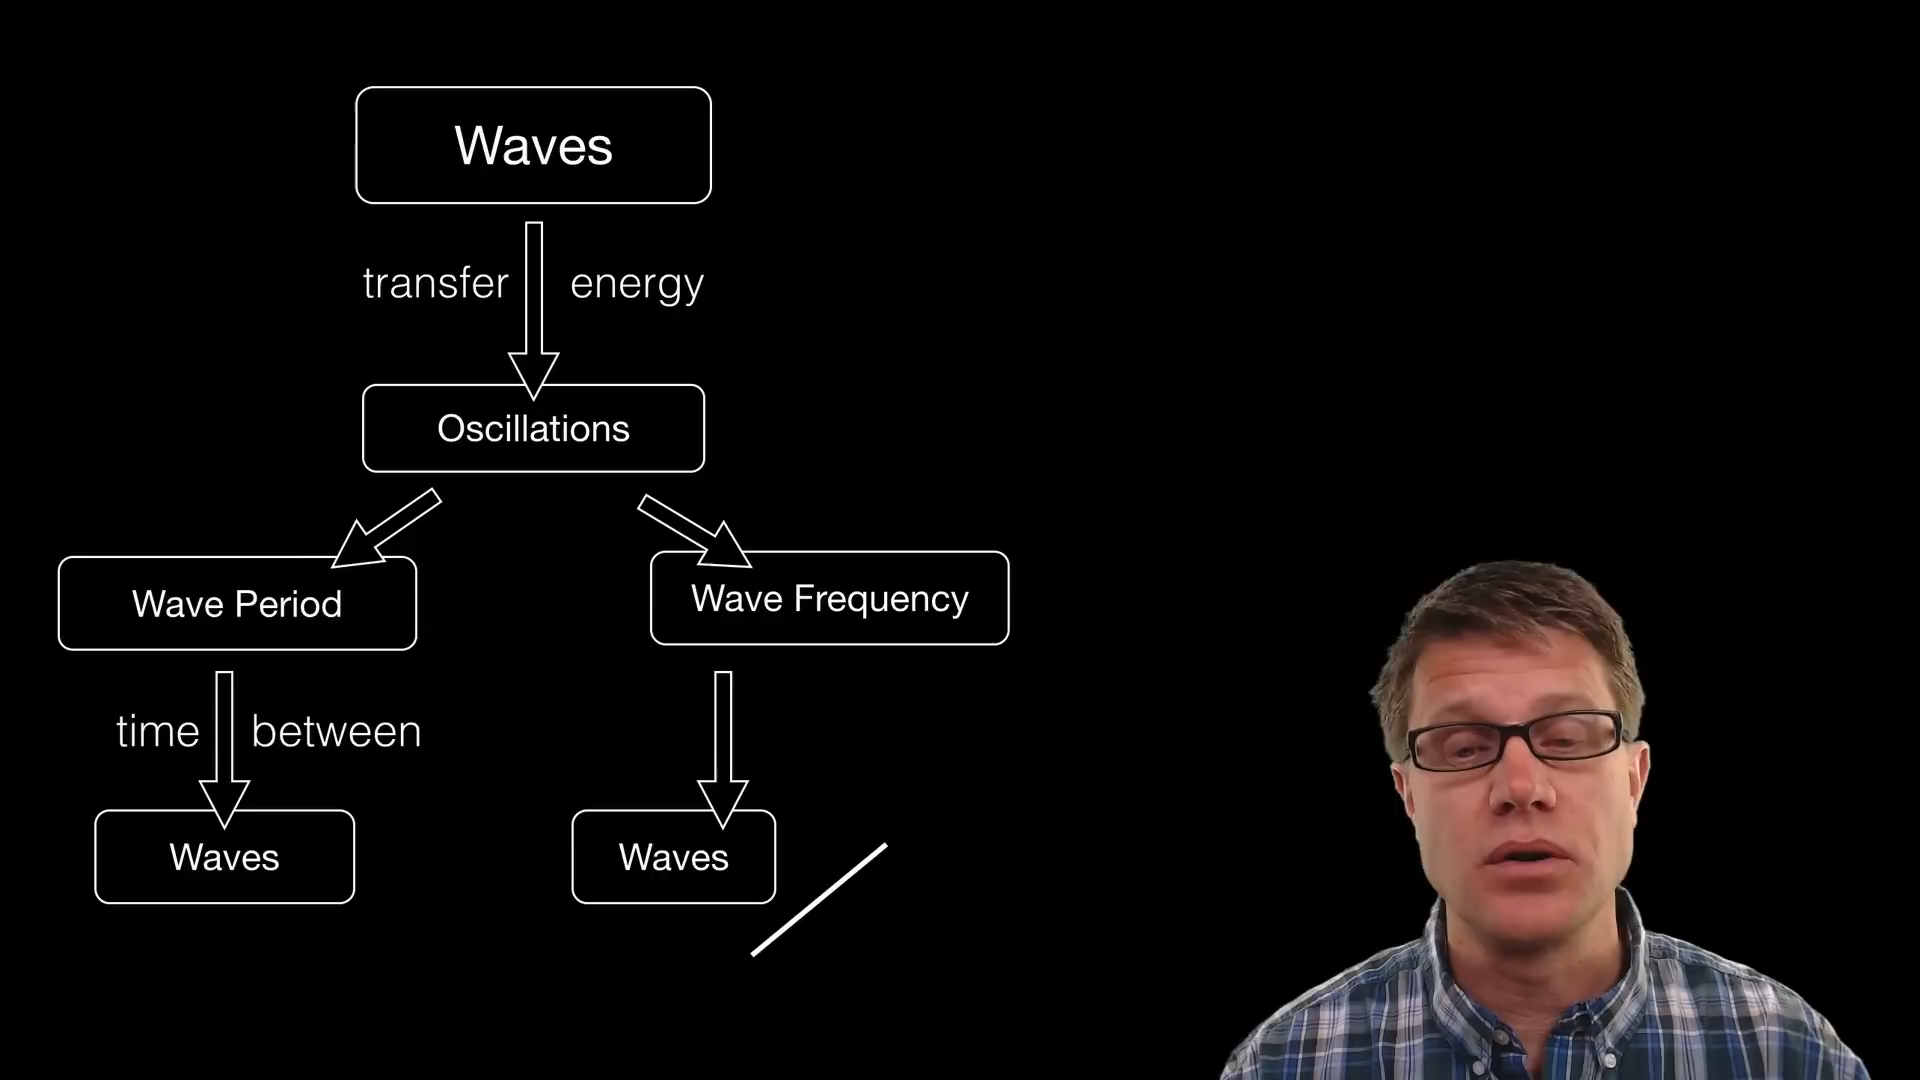 Waves
transfer energy
Oscillations
Wave Period
Wave Frequency
time between
Waves
Waves